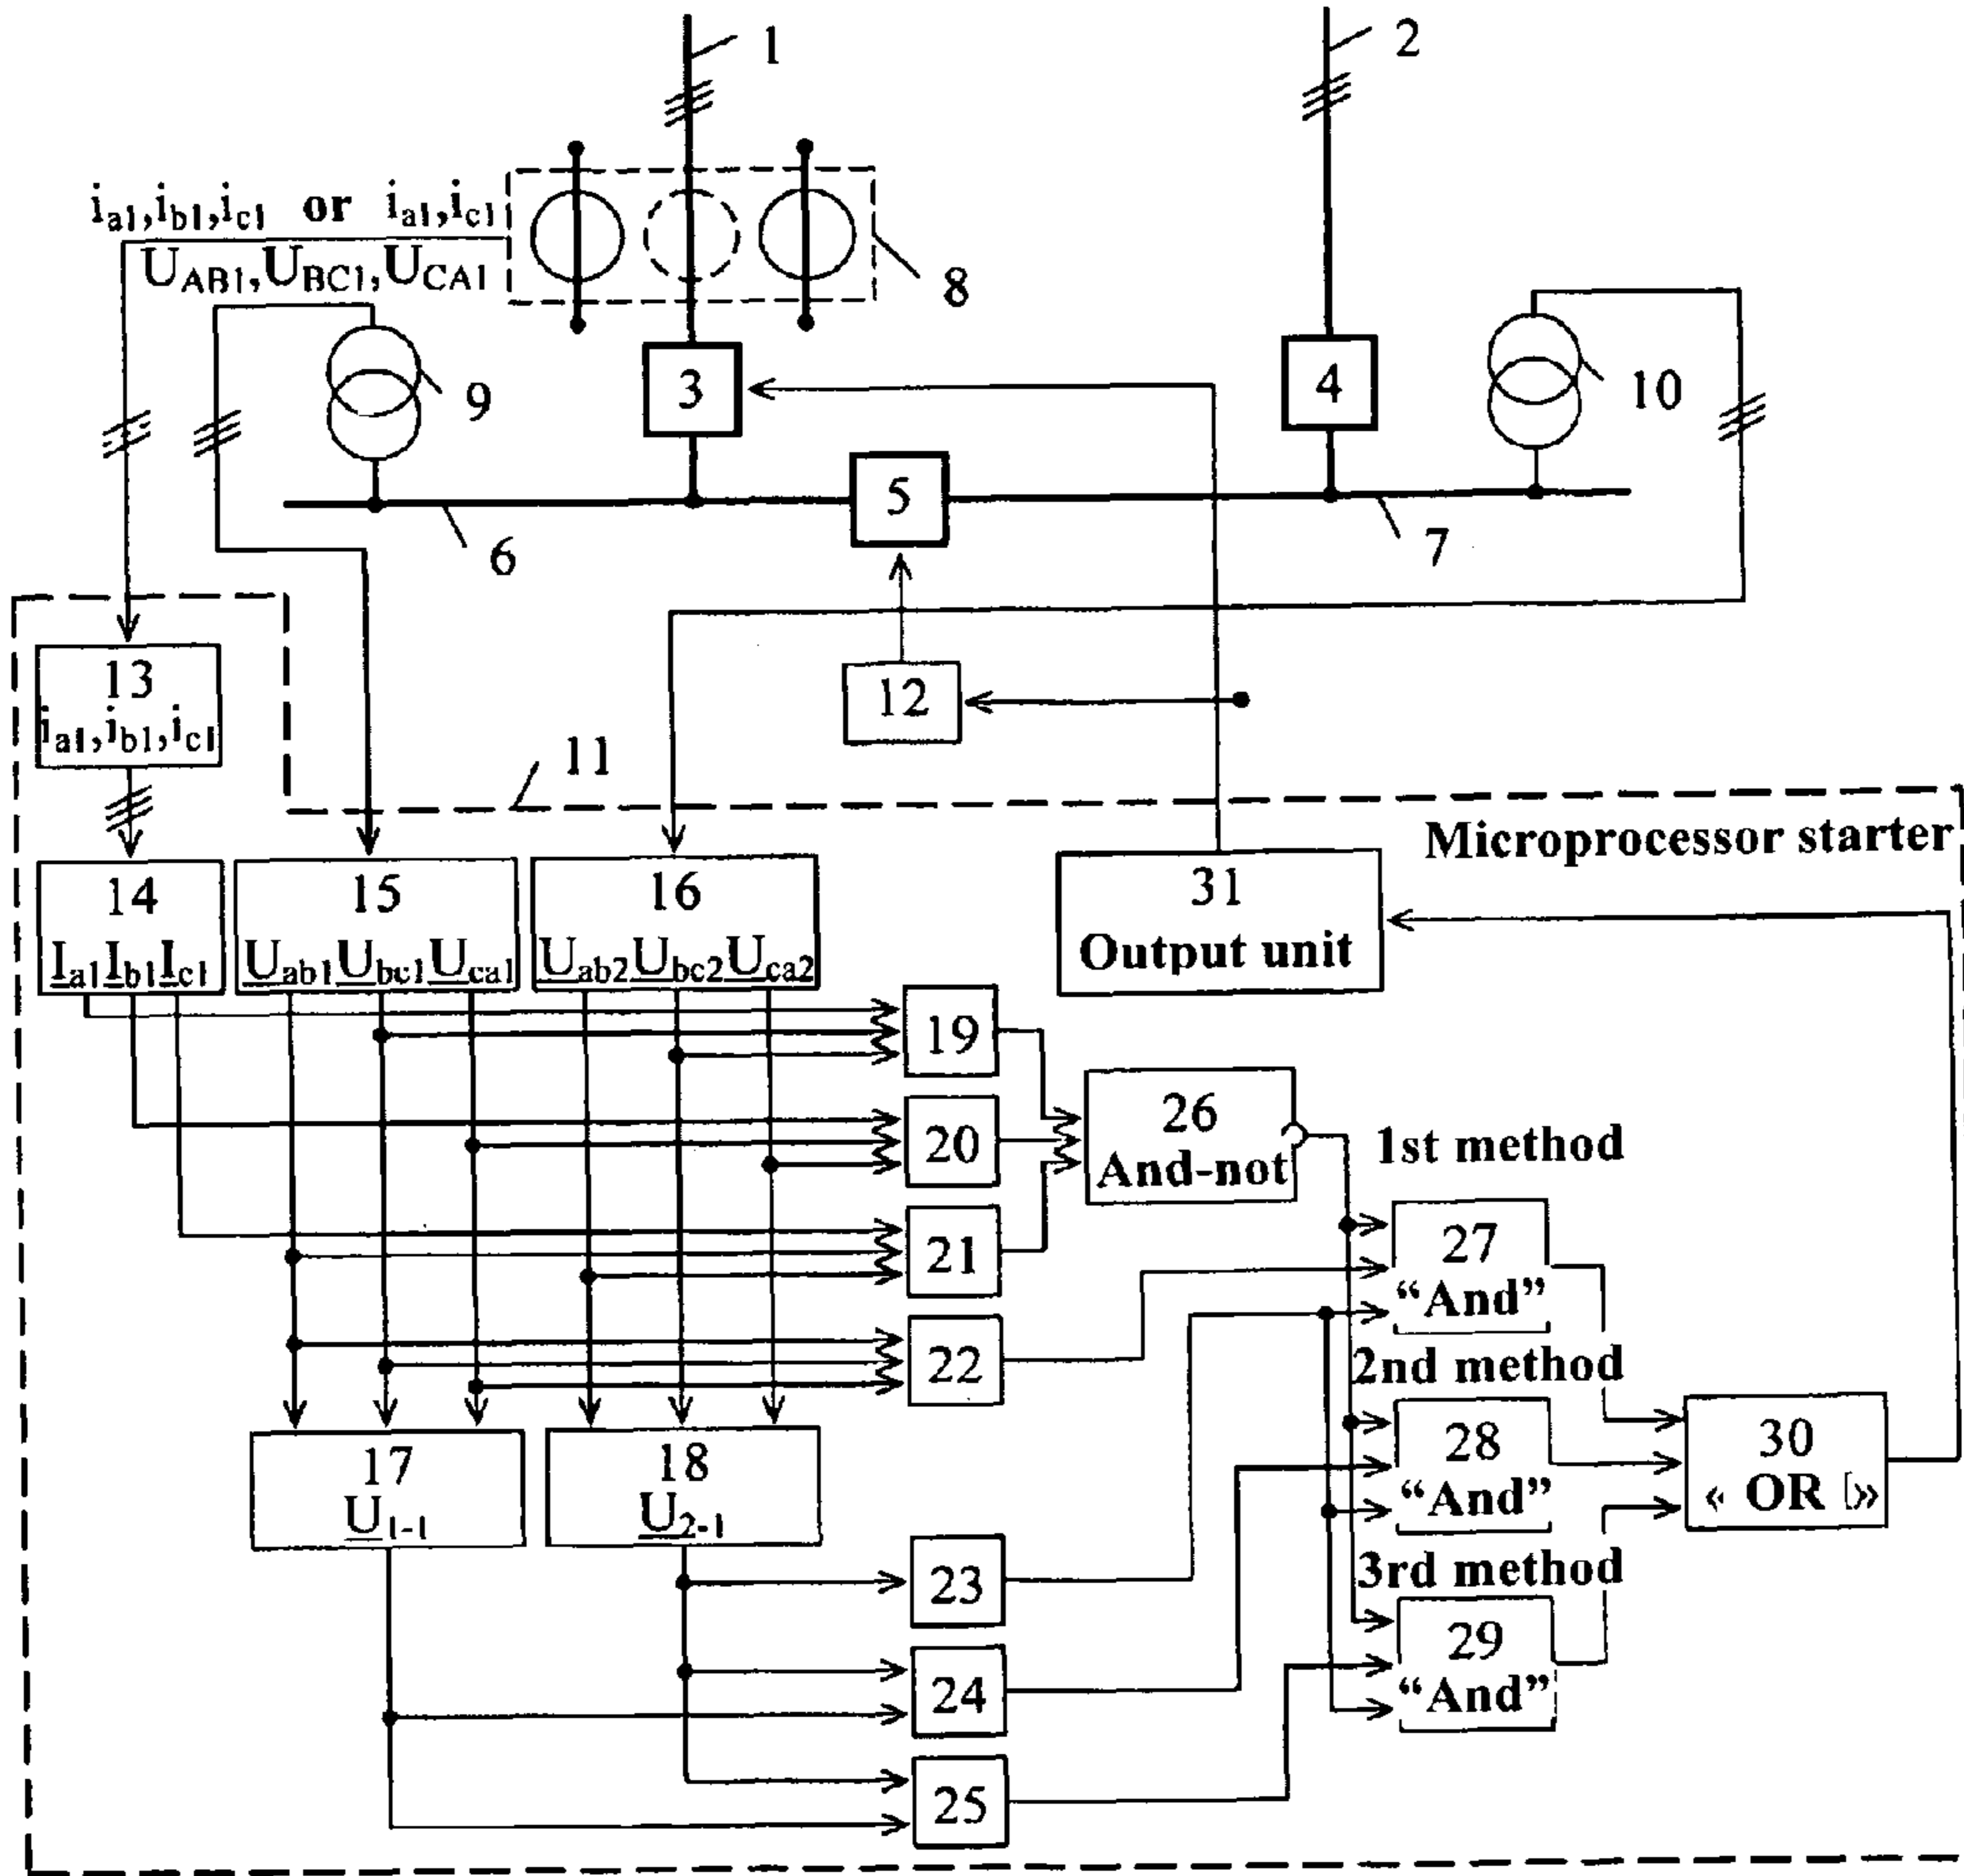 1
2
i_a1, i_b1, i_c1 or i_a1, i_c1
U_AB1, U_BC1, U_CA1
8
9
3
4
10
5
6
7
13
i_a1, i_b1, i_c1
12
11
Microprocessor starter
14
I_a1 I_b1 I_c1
15
U_ab1 U_bc1 U_ca1
16
U_ab2 U_bc2 U_ca2
31
Output unit
19
20
26
And-not
1st method
21
27
“And”
22
2nd method
17
U_1-1
18
U_2-1
28
“And”
30
« OR »
23
3rd method
24
29
“And”
25